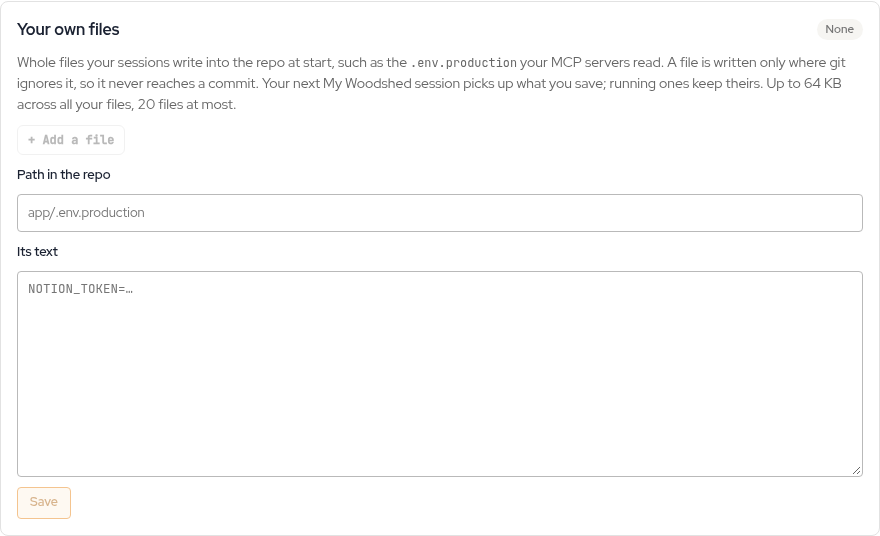 Your own files
None
Whole files your sessions write into the repo at start, such as the .env.production your MCP servers read. A file is written only where git
ignores it, so it never reaches a commit. Your next My Woodshed session picks up what you save; running ones keep theirs. Up to 64 KB
across all your files, 20 files at most.
+ Add a file
Path in the repo
app/.env.production
Its text
NOTION_TOKEN=…
Save